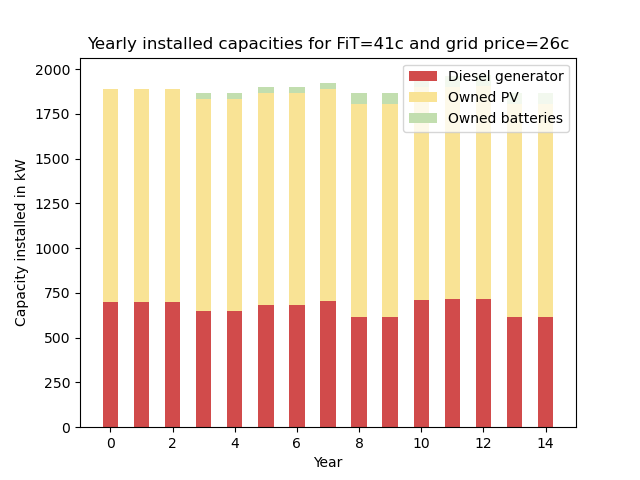 Yearly installed capacities for FiT=41c and grid price=26c
Diesel generator
Owned PV
Owned batteries
Capacity installed in kW
2000
1750
1500
1250
1000
750
500
250
0
0 2 4 6 8 10 12 14
Year